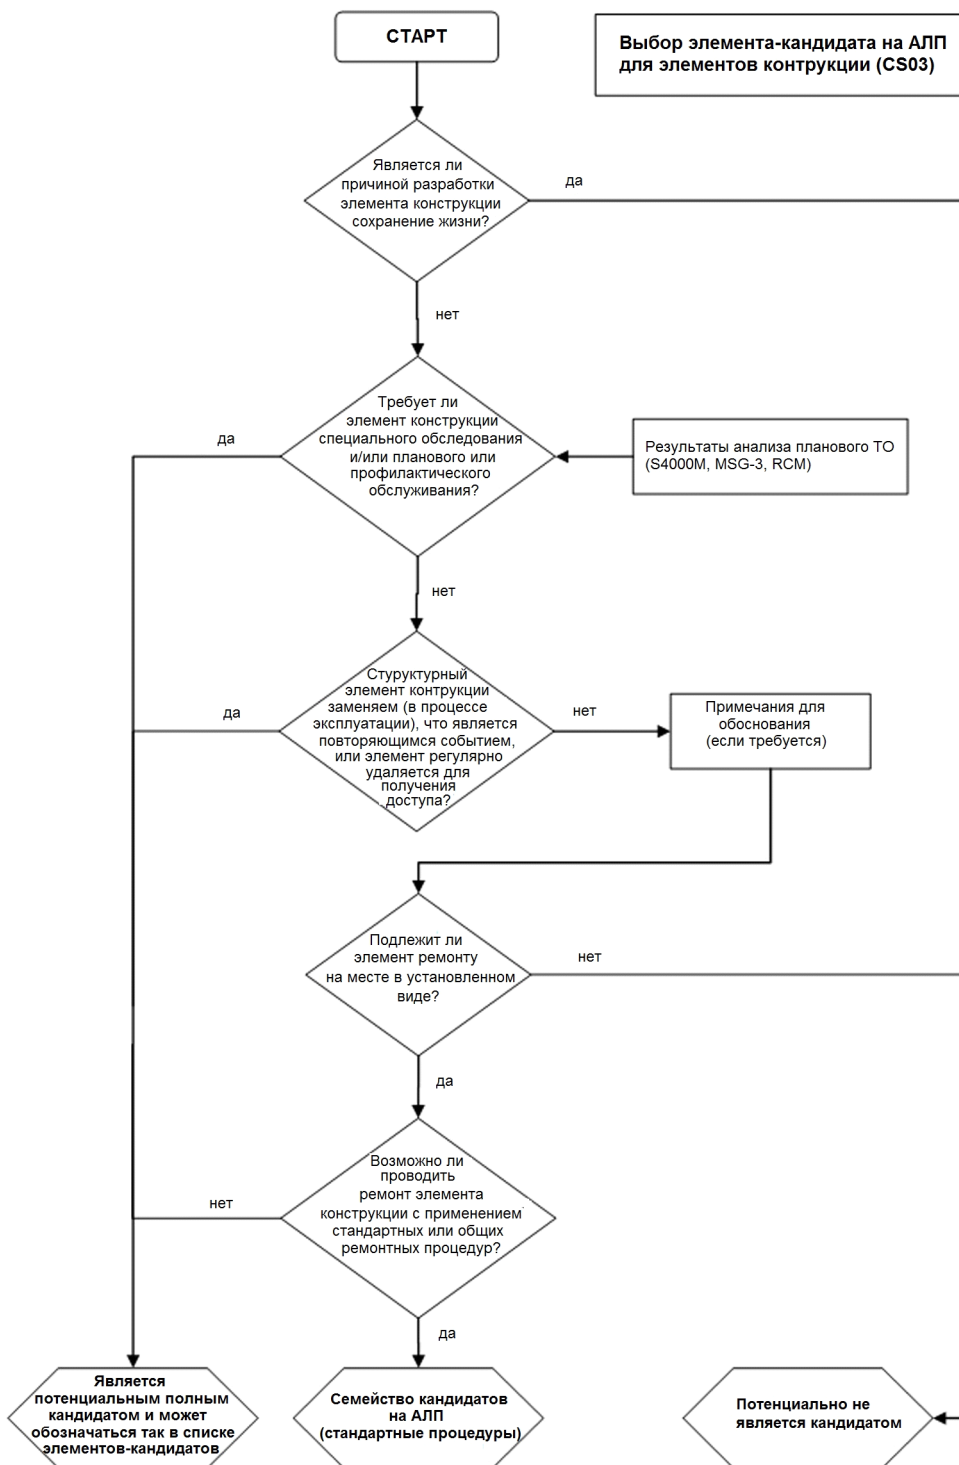 СТАРТ
Выбор элемента-кандидата на АЛП
для элементов контрукции (CS03)
Является ли
причиной разработки
элемента конструкции
сохранение жизни?
да
нет
Требует ли
элемент конструкции
специального обследования
и/или планового или
профилактического
обслуживания?
да
Результаты анализа планового ТО
(S4000M, MSG-3, RCM)
нет
Стуруктурный
элемент контрукции
заменяем (в процессе
эксплуатации), что является
повторяющимся событием,
или элемент регулярно
удаляется для
получения
доступа?
да
нет
Примечания для
обоснования
(если требуется)
Подлежит ли
элемент ремонту
на месте в установленном
виде?
нет
да
Возможно ли
проводить
ремонт элемента
конструкции с применением
стандартных или общих
ремонтных процедур?
нет
да
Является
потенциальным полным
кандидатом и может
обозначаться так в списке
элементов-кандидатов
Семейство кандидатов
на АЛП
(стандартные процедуры)
Потенциально не
является кандидатом